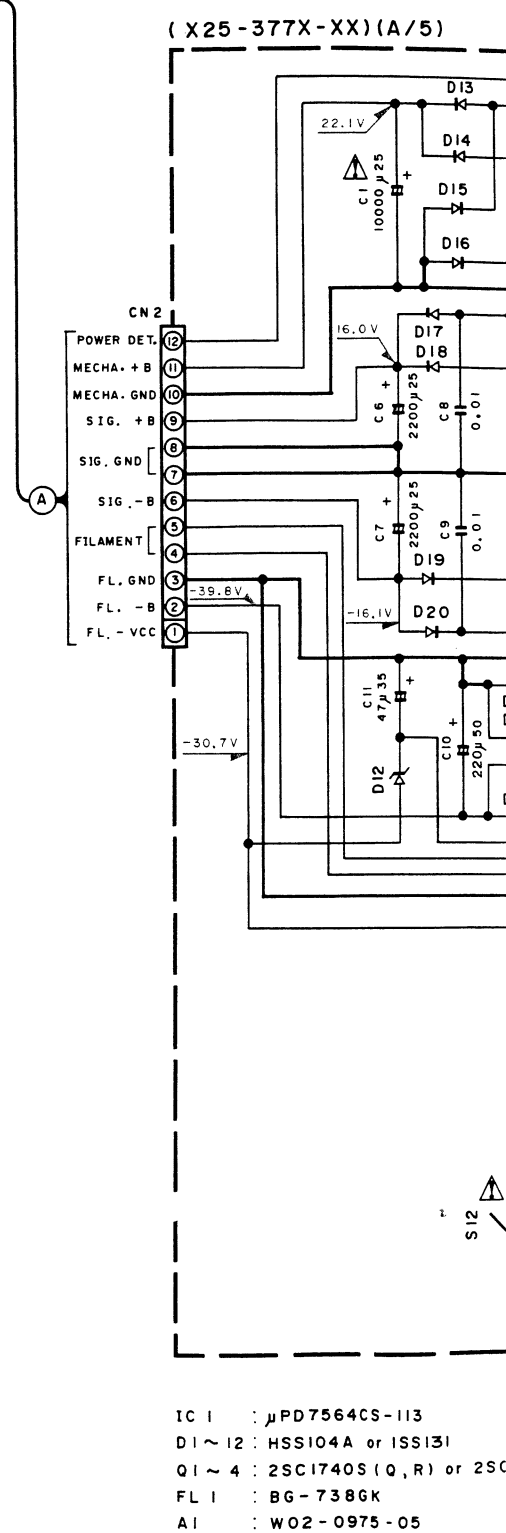 (X25-377X-XX)(A/5)
D13
22.1V
D14
C1
10000µ25
+
D15
D16
CN2
POWER DET. 12
MECHA. +B 11
MECHA. GND 10
SIG. +B 9
8
SIG. GND
7
SIG. -B 6
5
FILAMENT
4
FL. GND 3
FL. -B 2
FL. -VCC 1
A
16.0V
D17
D18
+
C6
2200µ25
C8
0.01
C7
2200µ25
+
C9
0.01
D19
-39.8V
-16.1V
D20
C11
47µ35
+
C10
220µ50
+
-30.7V
D12
S12
IC1 : µPD7564CS-113
D1~12 : HSS104A or 1SS131
Q1~4 : 2SC1740S(Q,R) or 2SC
FL1 : BG-738GK
A1 : W02-0975-05